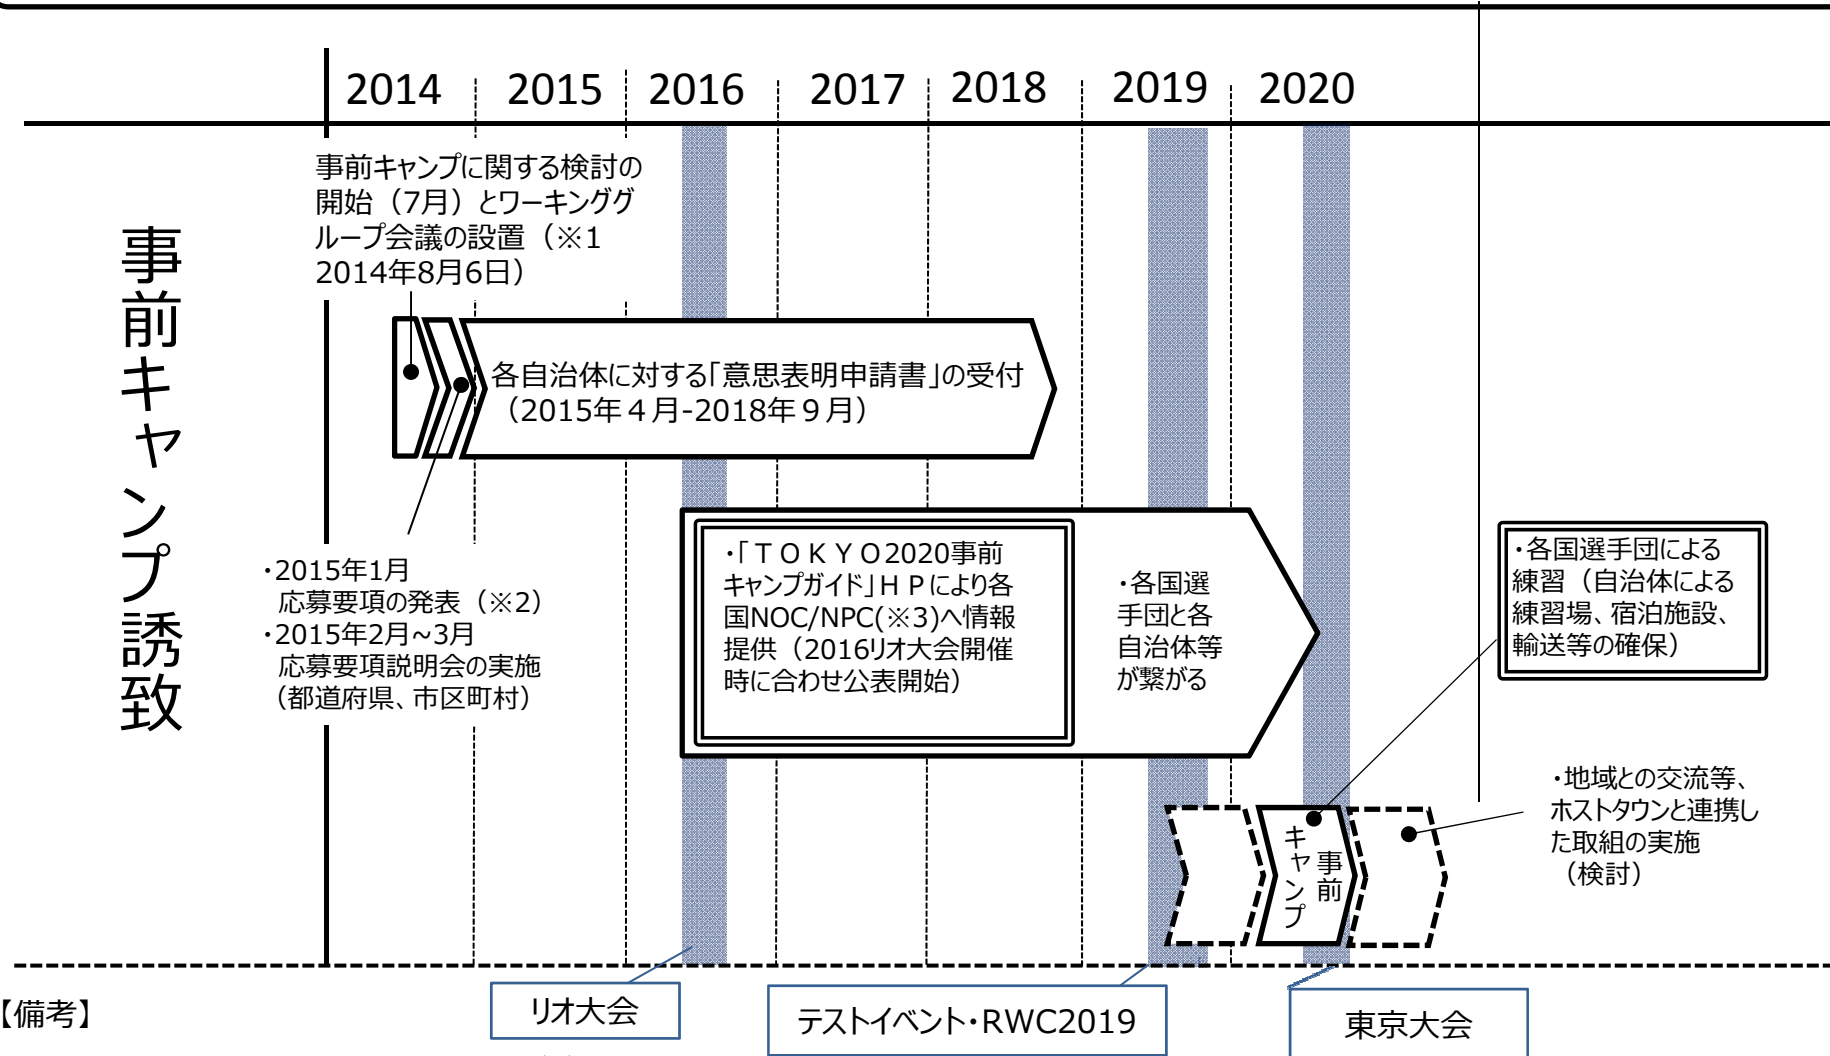 2014 2015 2016 2017 2018 2019 2020
事前キャンプ誘致
事前キャンプに関する検討の
開始（7月）とワーキンググ
ループ会議の設置（※1
2014年8月6日）
各自治体に対する「意思表明申請書」の受付
（2015年４月-2018年９月）
・2015年1月
応募要項の発表（※2）
・2015年2月~3月
応募要項説明会の実施
（都道府県、市区町村）
・「ＴＯＫＹＯ2020事前
キャンプガイド」ＨＰにより各
国NOC/NPC(※3)へ情報
提供（2016リオ大会開催
時に合わせ公表開始）
・各国選
手団と各
自治体等
が繋がる
・各国選手団による
練習（自治体による
練習場、宿泊施設、
輸送等の確保）
事前
キャンプ
・地域との交流等、
ホストタウンと連携し
た取組の実施
（検討）
リオ大会
テストイベント・RWC2019
東京大会
【備考】